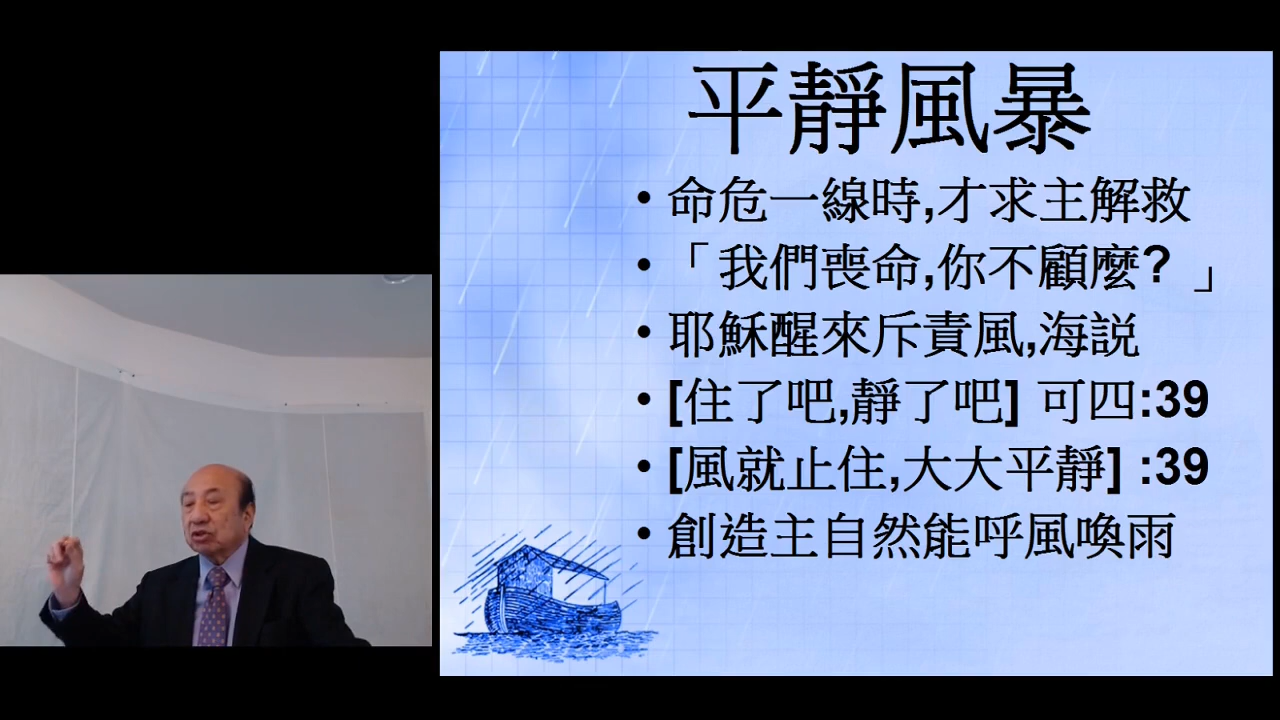 平靜風暴
• 命危一線時,才求主解救
• 「我們喪命,你不顧麼? 」
• 耶穌醒來斥責風,海説
• [住了吧,靜了吧] 可四:39
• [風就止住,大大平靜] :39
• 創造主自然能呼風喚雨